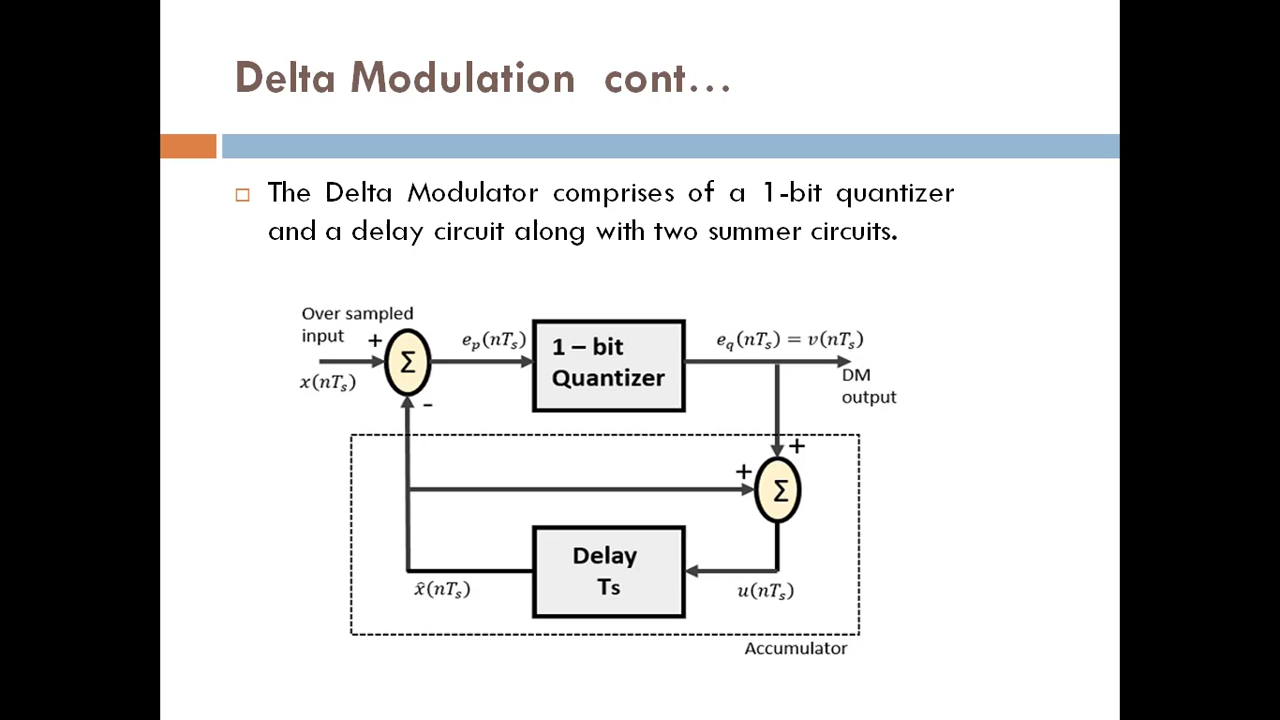 Delta Modulation cont...
The Delta Modulator comprises of a 1-bit quantizer
and a delay circuit along with two summer circuits.
Over sampled
input
+
x(nTₛ)
Σ
-
eₚ(nTₛ)
1 – bit
Quantizer
e_q(nTₛ) = v(nTₛ)
DM
output
+
+
Σ
Delay
Ts
x̂(nTₛ)
u(nTₛ)
Accumulator